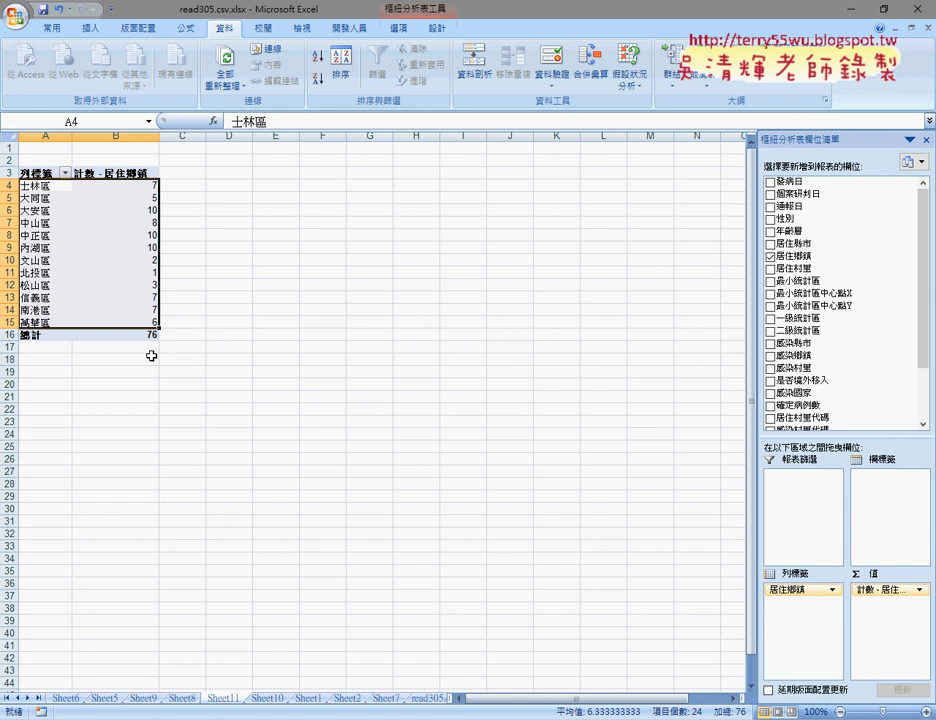 read305.csv.xlsx - Microsoft Excel
樞紐分析表工具
常用 插入 版面配置 公式 資料 校閱 檢視 開發人員 選項 設計
http://terry55wu.blogspot.tw
吳清輝老師錄製
從 Access 從 Web 從文字檔 從其他來源 現有連線
取得外部資料
全部重新整理 連線 內容 編輯連結
連線
排序 篩選 清除 重新套用 進階
排序與篩選
資料剖析 移除重複 資料驗證 合併彙算 假設狀況分析
資料工具
大綱
A4 fx 士林區
A B C D E F G H I J K L M N
列標籤 計數 - 居住鄉鎮
士林區 7
大同區 5
大安區 10
中山區 8
中正區 10
內湖區 10
文山區 2
北投區 1
松山區 3
信義區 7
南港區 7
萬華區 6
總計 76
樞紐分析表欄位清單
選擇要新增到報表的欄位:
發病日
個案研判日
通報日
性別
年齡層
居住縣市
居住鄉鎮
居住村里
最小統計區
最小統計區中心點X
最小統計區中心點Y
一級統計區
二級統計區
感染縣市
感染鄉鎮
感染村里
是否境外移入
感染國家
確定病例數
居住村里代碼
感染村里代碼
在以下區域之間拖曳欄位:
報表篩選 欄標籤
列標籤 Σ 值
居住鄉鎮 計數 - 居住...
延期版面配置更新 更新
Sheet6 Sheet5 Sheet9 Sheet8 Sheet11 Sheet10 Sheet1 Sheet2 Sheet7 read305.
就緒 平均值: 6.333333333 項目個數: 24 加總: 76 100%